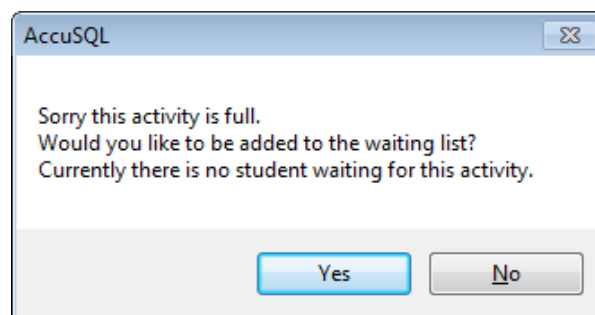 AccuSQL
Sorry this activity is full.
Would you like to be added to the waiting list?
Currently there is no student waiting for this activity.
Yes
No